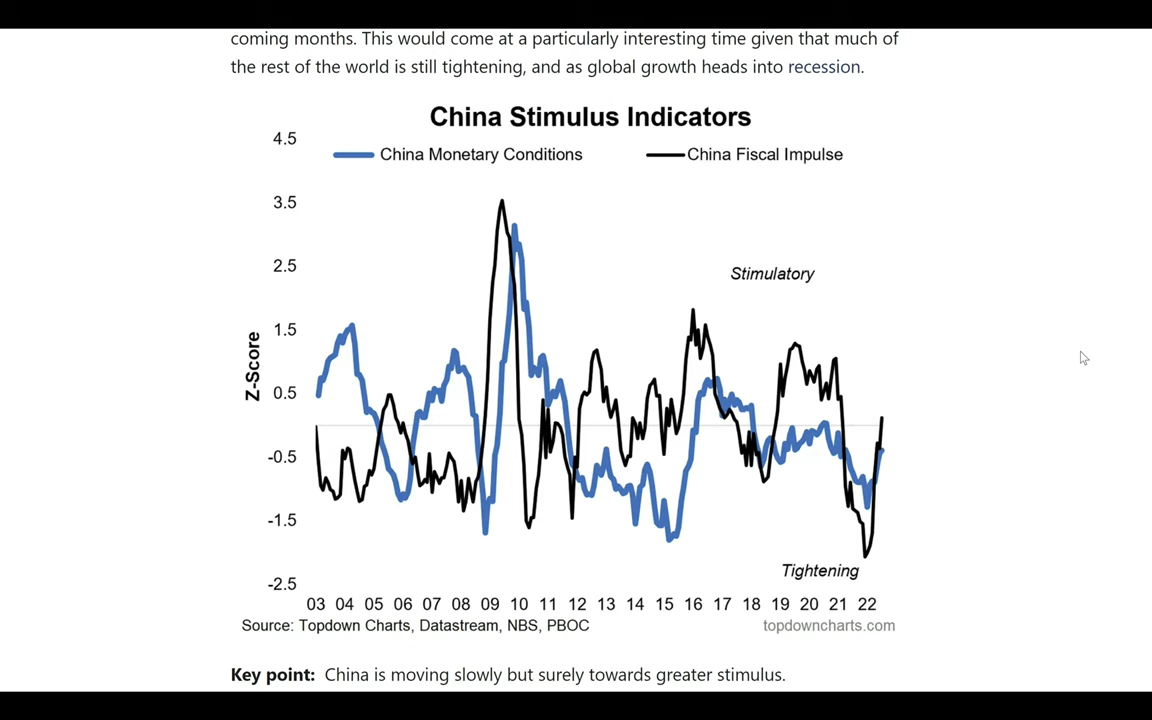 coming months. This would come at a particularly interesting time given that much of
the rest of the world is still tightening, and as global growth heads into recession.
China Stimulus Indicators
4.5
China Monetary Conditions China Fiscal Impulse
3.5
2.5
Stimulatory
1.5
Z-Score
0.5
-0.5
-1.5
Tightening
-2.5
03 04 05 06 07 08 09 10 11 12 13 14 15 16 17 18 19 20 21 22
Source: Topdown Charts, Datastream, NBS, PBOC topdowncharts.com
Key point: China is moving slowly but surely towards greater stimulus.